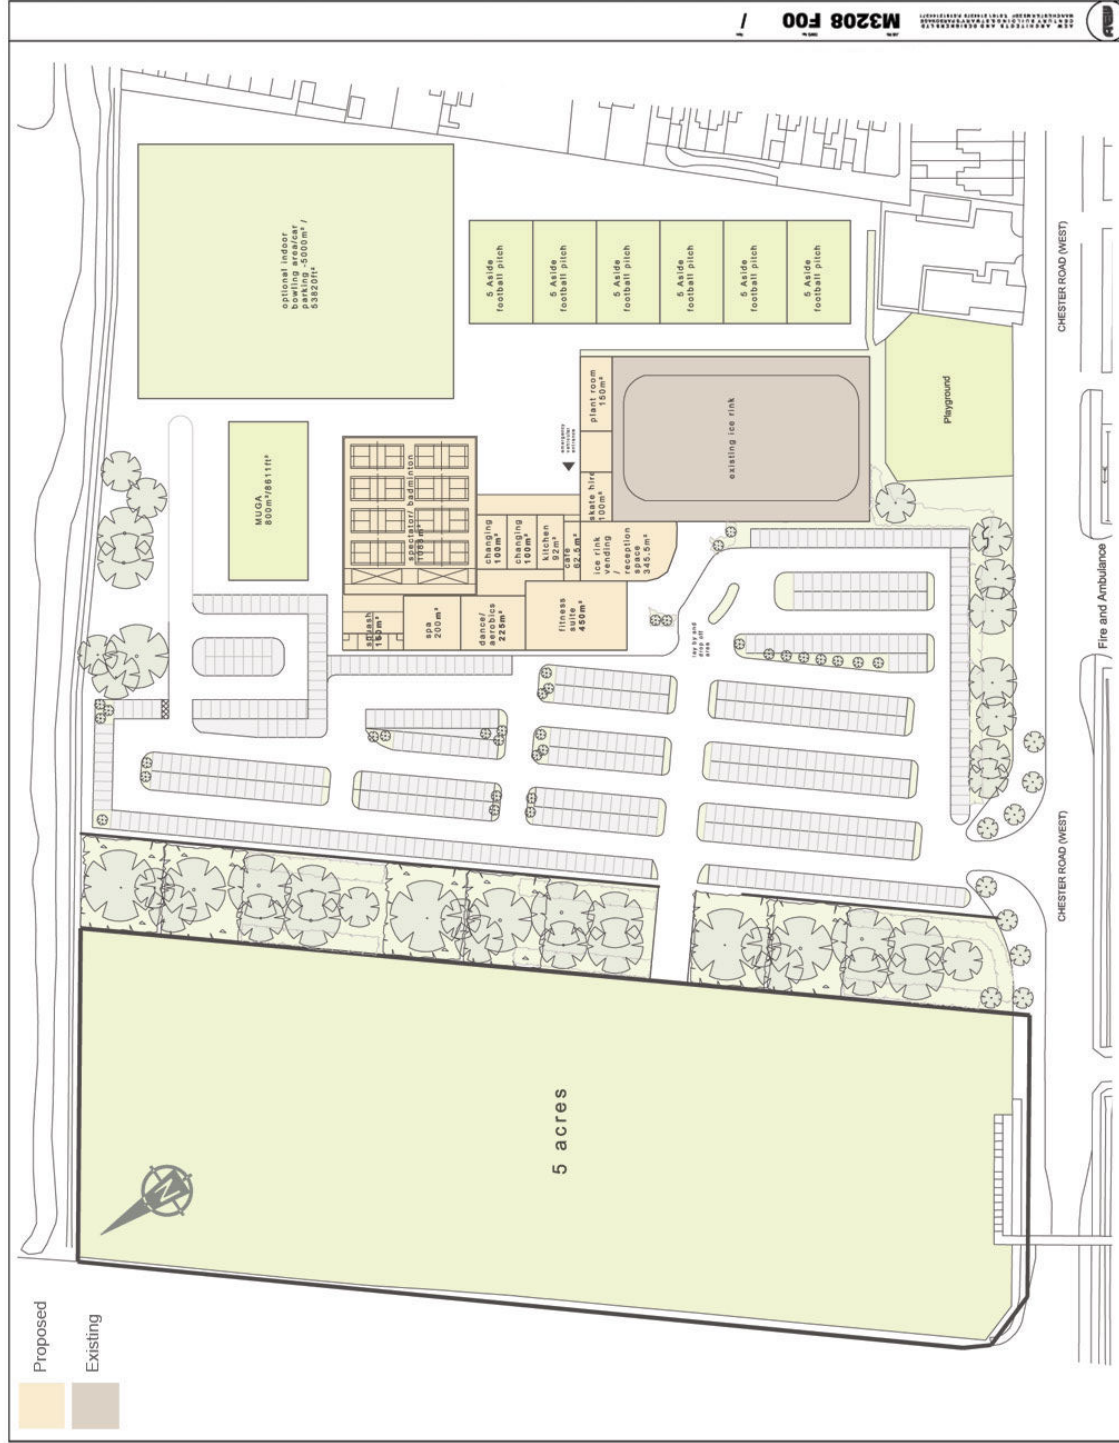 Proposed
Existing
5 acres
optional indoor
bowling area/car
parking -5000m² /
53820ft²
MUGA
800m²/8611ft²
5 Aside
football pitch
5 Aside
football pitch
5 Aside
football pitch
5 Aside
football pitch
5 Aside
football pitch
5 Aside
football pitch
plant room
150m²
existing ice rink
Playground
emergency
vehicular
entrance
skate hire
100m²
spectator/ badminton
changing
100m²
changing
100m²
kitchen
92m²
cafe
62.5m²
ice rink
vending
/
reception
space
345.5m²
squash
spa
200m²
dance/
aerobics
225m²
fitness
suite
450m²
lay by and
drop off
area
CHESTER ROAD (WEST)
CHESTER ROAD (WEST)
Fire and Ambulance
N
M3208 F00
/